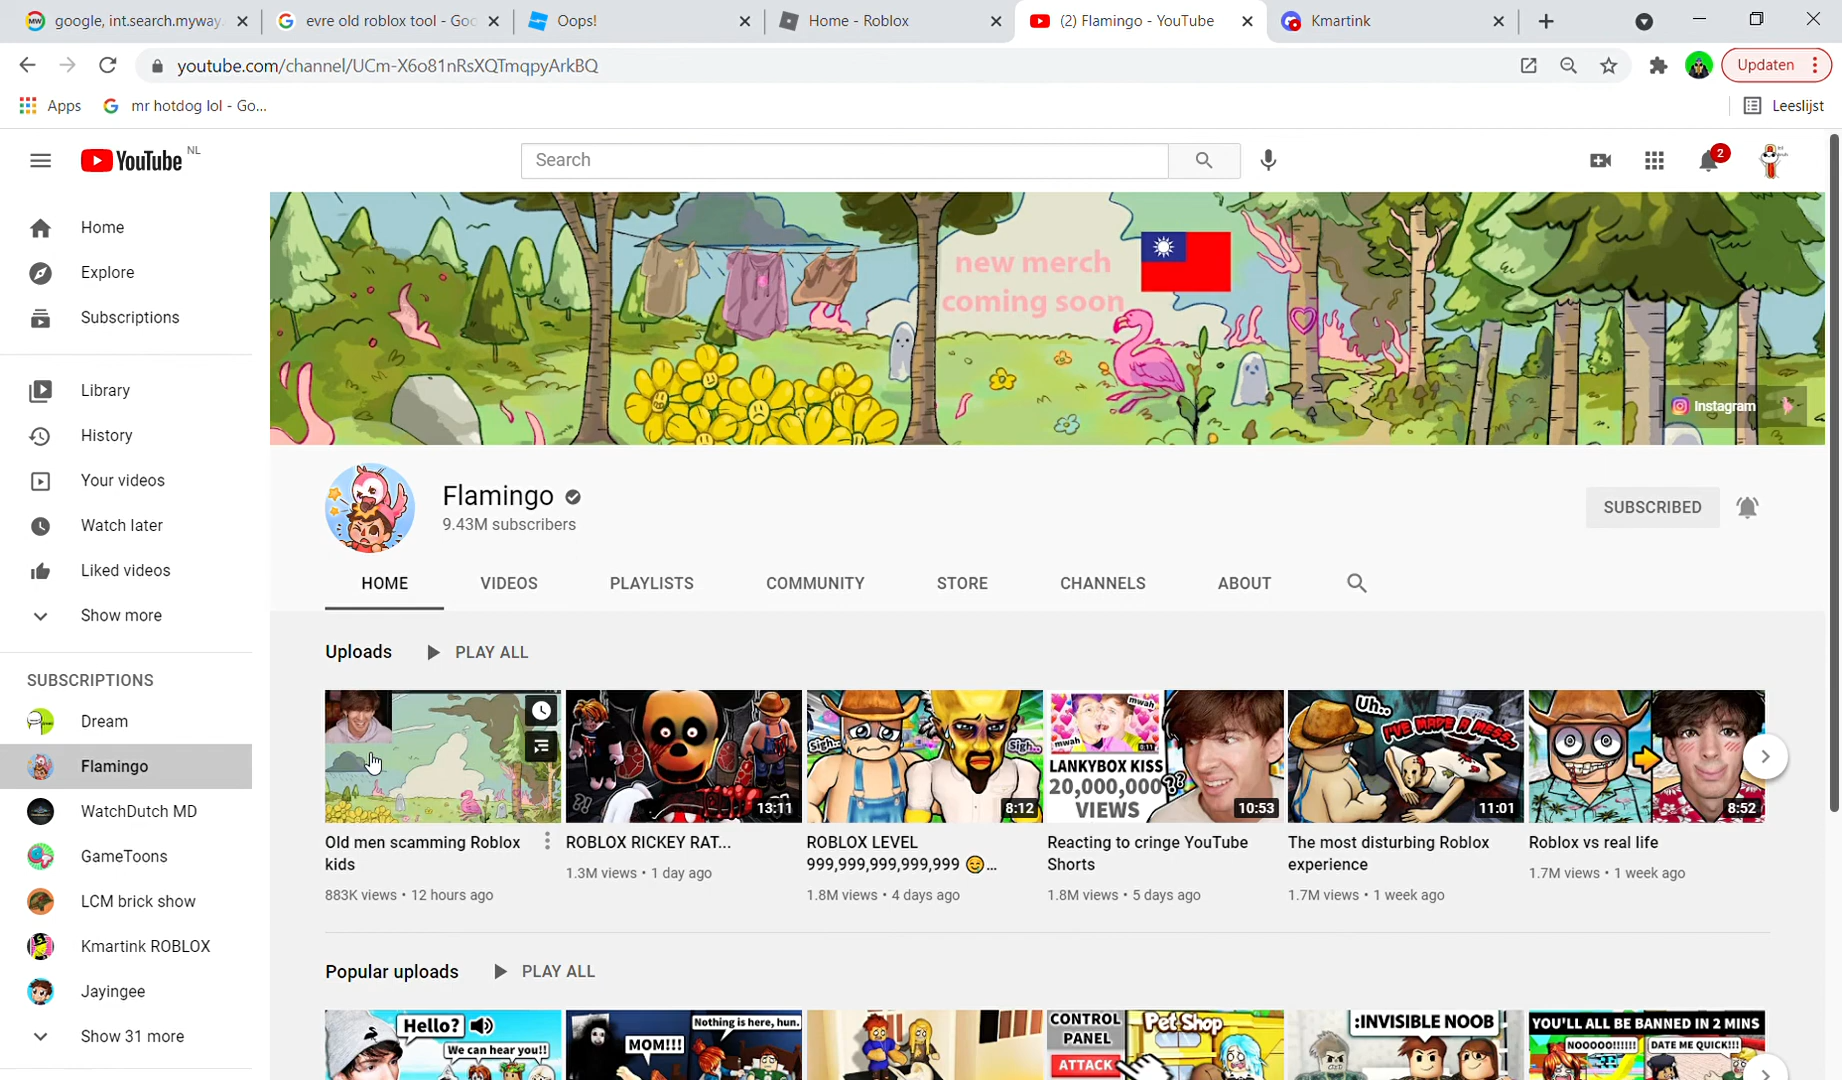 google, int.search.myway.
evre old roblox tool - Goo
Oops!
Home - Roblox
(2) Flamingo - YouTube
Kmartink
youtube.com/channel/UCm-X6o81nRsXQTmqpyArkBQ
Updaten
Apps
mr hotdog lol - Go...
Leeslijst
YouTube NL
Search
2
Home
Explore
Subscriptions
Library
History
Your videos
Watch later
Liked videos
Show more
SUBSCRIPTIONS
Dream
Flamingo
WatchDutch MD
GameToons
LCM brick show
Kmartink ROBLOX
Jayingee
Show 31 more
new merch
coming soon
Instagram
Flamingo
9.43M subscribers
SUBSCRIBED
HOME
VIDEOS
PLAYLISTS
COMMUNITY
STORE
CHANNELS
ABOUT
Uploads
PLAY ALL
13:11
sigh..
sigh..
8:12
mwah
mwah
0:11
LANKYBOX KISS
20,000,000
VIEWS
??
10:53
Uh..
I'VE MADE A MESS..
11:01
8:52
Old men scamming Roblox
kids
883K views • 12 hours ago
ROBLOX RICKEY RAT...
1.3M views • 1 day ago
ROBLOX LEVEL
999,999,999,999,999 😊...
1.8M views • 4 days ago
Reacting to cringe YouTube
Shorts
1.8M views • 5 days ago
The most disturbing Roblox
experience
1.7M views • 1 week ago
Roblox vs real life
1.7M views • 1 week ago
Popular uploads
PLAY ALL
Hello?
We can hear you!!
MOM!!!
Nothing is here, hun.
CONTROL
PANEL
ATTACK
Pet Shop
:INVISIBLE NOOB
YOU'LL ALL BE BANNED IN 2 MINS
NOOOOO!!!!!!
DATE ME QUICK!!!